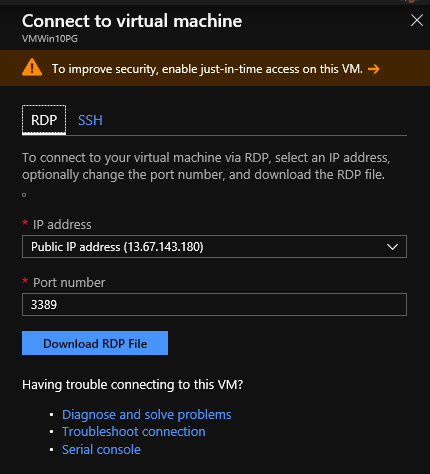 Connect to virtual machine
VMWin10PG
To improve security, enable just-in-time access on this VM. →
RDP SSH
To connect to your virtual machine via RDP, select an IP address,
optionally change the port number, and download the RDP file.
* IP address
Public IP address (13.67.143.180)
* Port number
3389
Download RDP File
Having trouble connecting to this VM?
• Diagnose and solve problems
• Troubleshoot connection
• Serial console